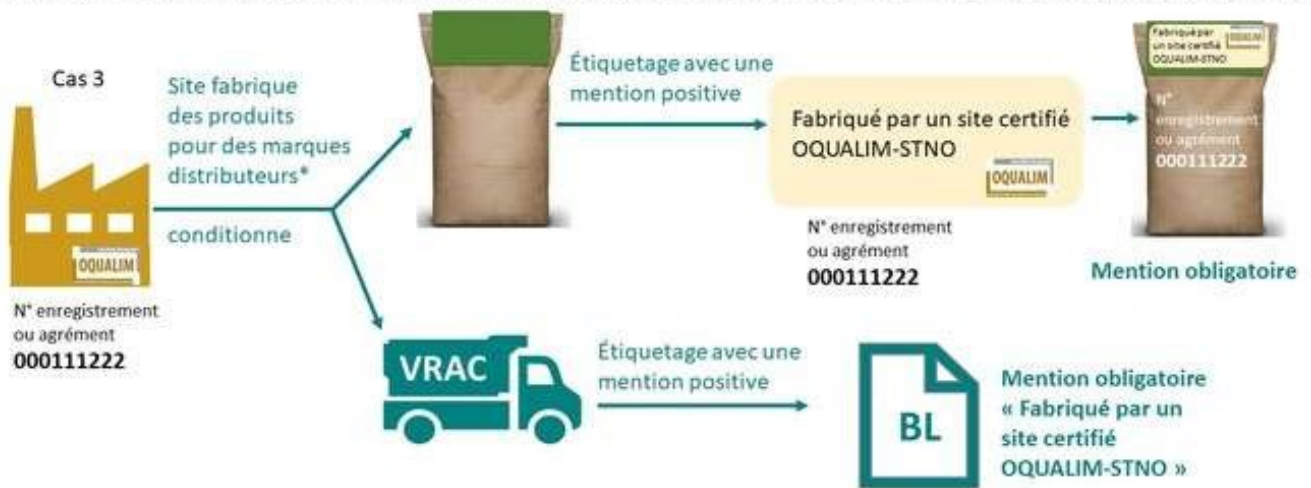 Cas 3
OQUALIM
N° enregistrement
ou agrément
000111222
Site fabrique
des produits
pour des marques
distributeurs*
conditionne
Étiquetage avec une
mention positive
Fabriqué par un site certifié
OQUALIM-STNO
OQUALIM
N° enregistrement
ou agrément
000111222
Fabriqué par
un site certifié
OQUALIM-STNO
OQUALIM
N°
enregistrement
ou agrément
000111222
Mention obligatoire
VRAC
Étiquetage avec une
mention positive
BL
Mention obligatoire
« Fabriqué par un
site certifié
OQUALIM-STNO »